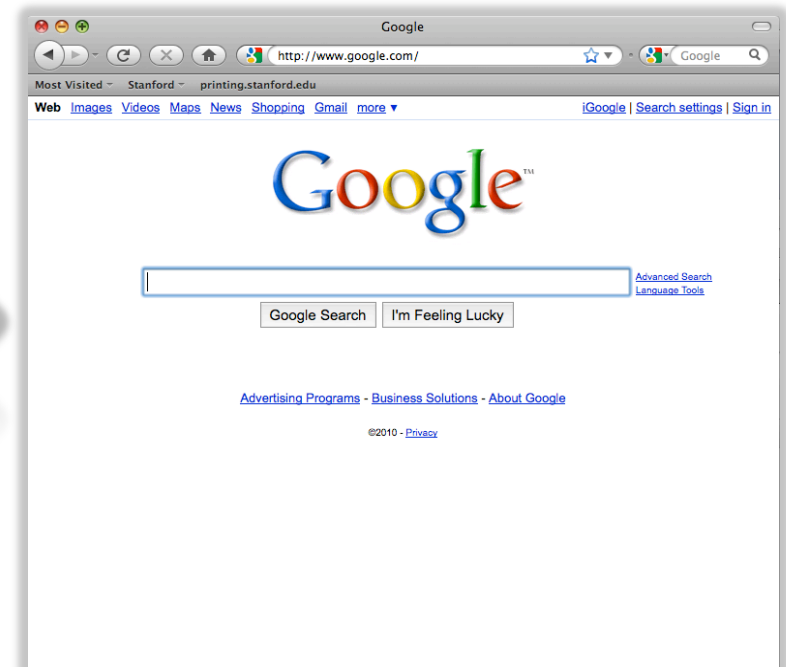 Google
http://www.google.com/ Google
Most Visited Stanford printing.stanford.edu
Web Images Videos Maps News Shopping Gmail more ▼ iGoogle | Search settings | Sign in
Google™
Advanced Search
Language Tools
Google Search I'm Feeling Lucky
Advertising Programs - Business Solutions - About Google
©2010 - Privacy